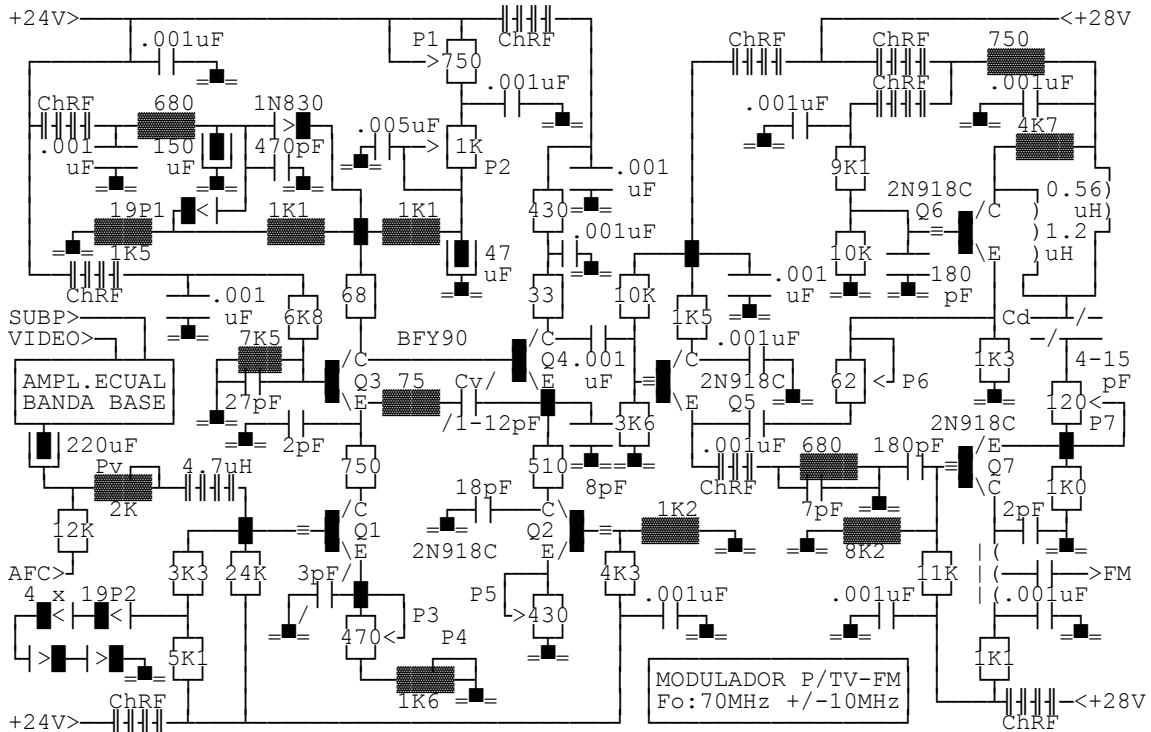 +24V> <+28V
.001uF P1 ChRF ChRF ChRF 750
>750
ChRF 680 1N830 .001uF .001uF ChRF .001uF
.005uF 4K7
.001 150 470pF > 1K .001 9K1
uF uF P2 uF 2N918C 0.56)
19P1 1K1 1K1 430 Q6 /C ) uH)
< .001uF ≡ )1.2
1K5 47 10K \E )uH
ChRF uF .001 180
.001 68 33 10K uF pF
uF 6K8 1K5
SUBP> 7K5 /C .001uF Cd -/-
VIDEO> /C BFY90 Q4 .001 /C 1K3 4-15
AMPL.ECUAL Q3 75 Cv/ \E uF ≡ 2N918C 62 <P6 pF
BANDA BASE \E \E Q5 120<
27pF /1-12pF 3K6 2N918C P7
220uF 2pF .001uF 680 180pF /E
Pv 4.7uH 750 510 8pF ChRF ≡ Q7
2K /C 18pF C\ 7pF \C 1K0
12K ≡ Q1 Q2 ≡ 1K2 2pF
\E 2N918C E/ 8K2
AFC> 3K3 24K 3pF/ 4K3 11K |( >FM
4 x 19P2 P5 .001uF .001uF |(.001uF
< < / P3 >430
> > 470< P4
5K1 1K1
1K6 MODULADOR P/TV-FM
+24V> Fo:70MHz +/-10MHz <+28V
ChRF ChRF